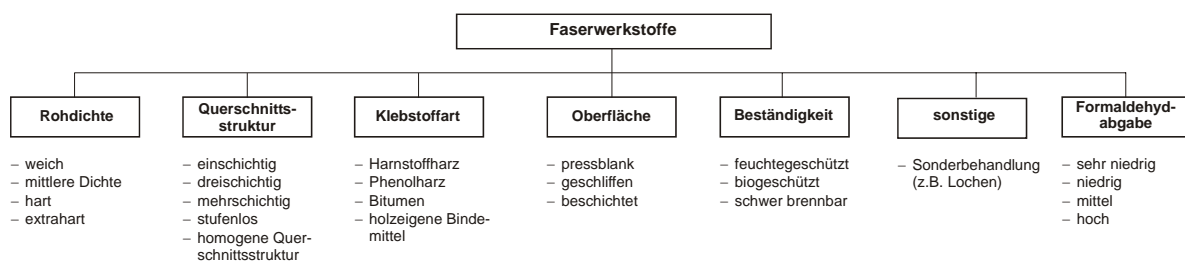 Faserwerkstoffe
Rohdichte
– weich
– mittlere Dichte
– hart
– extrahart
Querschnitts-
struktur
– einschichtig
– dreischichtig
– mehrschichtig
– stufenlos
– homogene Quer-
schnittsstruktur
Klebstoffart
– Harnstoffharz
– Phenolharz
– Bitumen
– holzeigene Binde-
mittel
Oberfläche
– pressblank
– geschliffen
– beschichtet
Beständigkeit
– feuchtegeschützt
– biogeschützt
– schwer brennbar
sonstige
– Sonderbehandlung
(z.B. Lochen)
Formaldehyd-
abgabe
– sehr niedrig
– niedrig
– mittel
– hoch